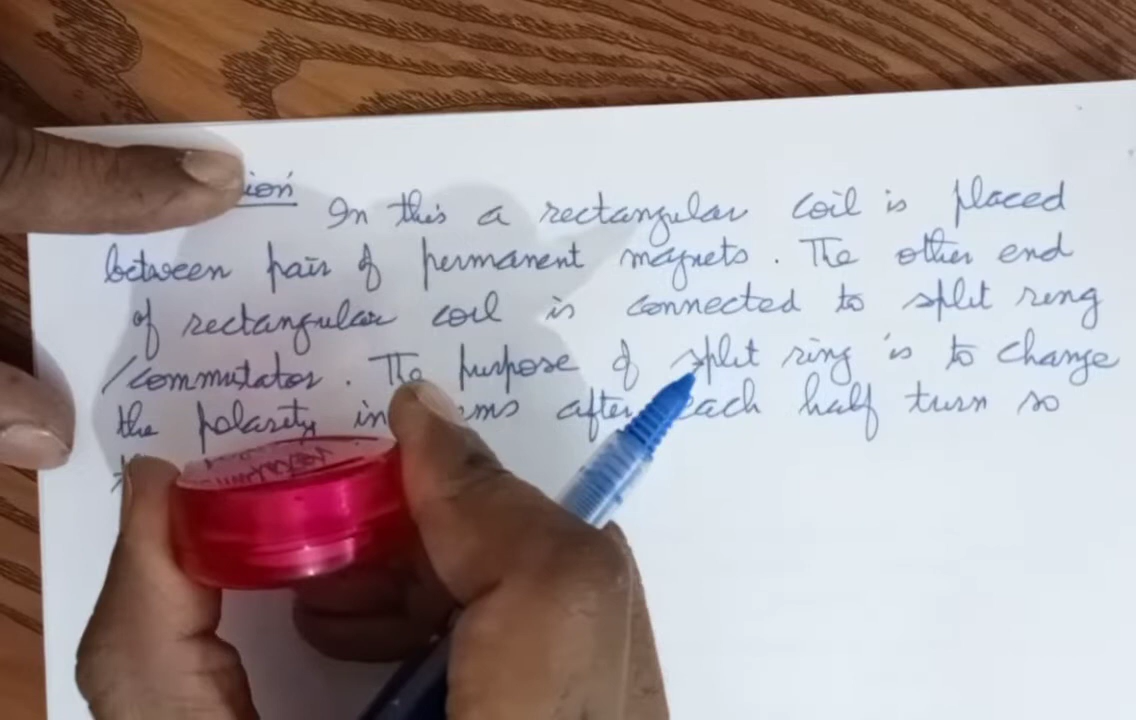 ion
In this a rectangular coil is placed
between pair of permanent magnets. The other end
of rectangular coil is connected to split ring
/commutator. The purpose of split ring is to change
the polarity in after each half turn so